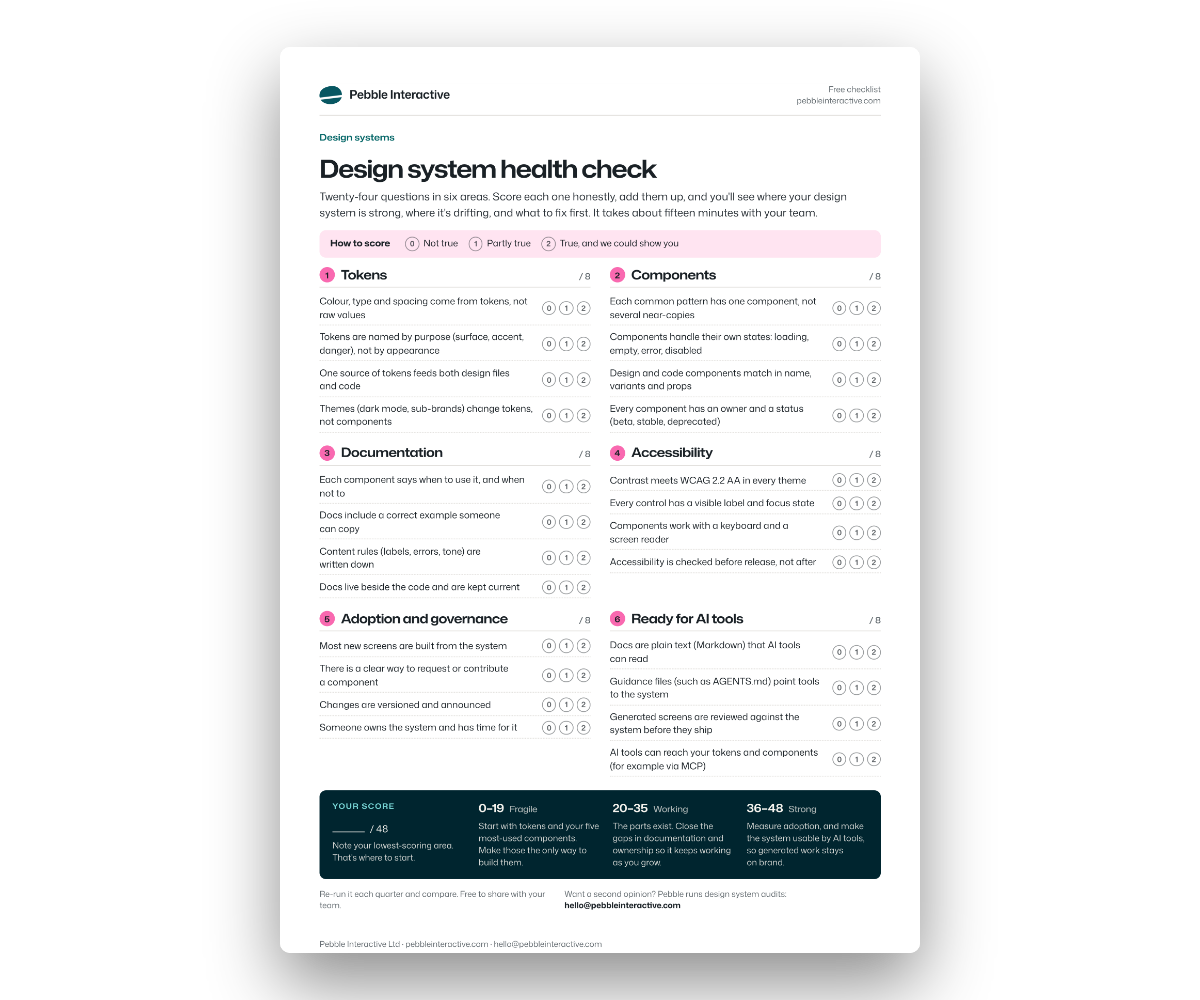 Pebble Interactive
Free checklist
pebbleinteractive.com
Design systems
Design system health check
Twenty-four questions in six areas. Score each one honestly, add them up, and you'll see where your design
system is strong, where it's drifting, and what to fix first. It takes about fifteen minutes with your team.
How to score 0 Not true 1 Partly true 2 True, and we could show you
1 Tokens / 8
Colour, type and spacing come from tokens, not
raw values
0 1 2
Tokens are named by purpose (surface, accent,
danger), not by appearance
0 1 2
One source of tokens feeds both design files
and code
0 1 2
Themes (dark mode, sub-brands) change tokens,
not components
0 1 2
2 Components / 8
Each common pattern has one component, not
several near-copies
0 1 2
Components handle their own states: loading,
empty, error, disabled
0 1 2
Design and code components match in name,
variants and props
0 1 2
Every component has an owner and a status
(beta, stable, deprecated)
0 1 2
3 Documentation / 8
Each component says when to use it, and when
not to
0 1 2
Docs include a correct example someone
can copy
0 1 2
Content rules (labels, errors, tone) are
written down
0 1 2
Docs live beside the code and are kept current 0 1 2
4 Accessibility / 8
Contrast meets WCAG 2.2 AA in every theme 0 1 2
Every control has a visible label and focus state 0 1 2
Components work with a keyboard and a
screen reader
0 1 2
Accessibility is checked before release, not after 0 1 2
5 Adoption and governance / 8
Most new screens are built from the system 0 1 2
There is a clear way to request or contribute
a component
0 1 2
Changes are versioned and announced 0 1 2
Someone owns the system and has time for it 0 1 2
6 Ready for AI tools / 8
Docs are plain text (Markdown) that AI tools
can read
0 1 2
Guidance files (such as AGENTS.md) point tools
to the system
0 1 2
Generated screens are reviewed against the
system before they ship
0 1 2
AI tools can reach your tokens and components
(for example via MCP)
0 1 2
YOUR SCORE
/ 48
Note your lowest-scoring area.
That's where to start.
0–19 Fragile
Start with tokens and your five
most-used components.
Make those the only way to
build them.
20–35 Working
The parts exist. Close the
gaps in documentation and
ownership so it keeps working
as you grow.
36–48 Strong
Measure adoption, and make
the system usable by AI tools,
so generated work stays
on brand.
Re-run it each quarter and compare. Free to share with your
team.
Want a second opinion? Pebble runs design system audits:
hello@pebbleinteractive.com
Pebble Interactive Ltd · pebbleinteractive.com · hello@pebbleinteractive.com